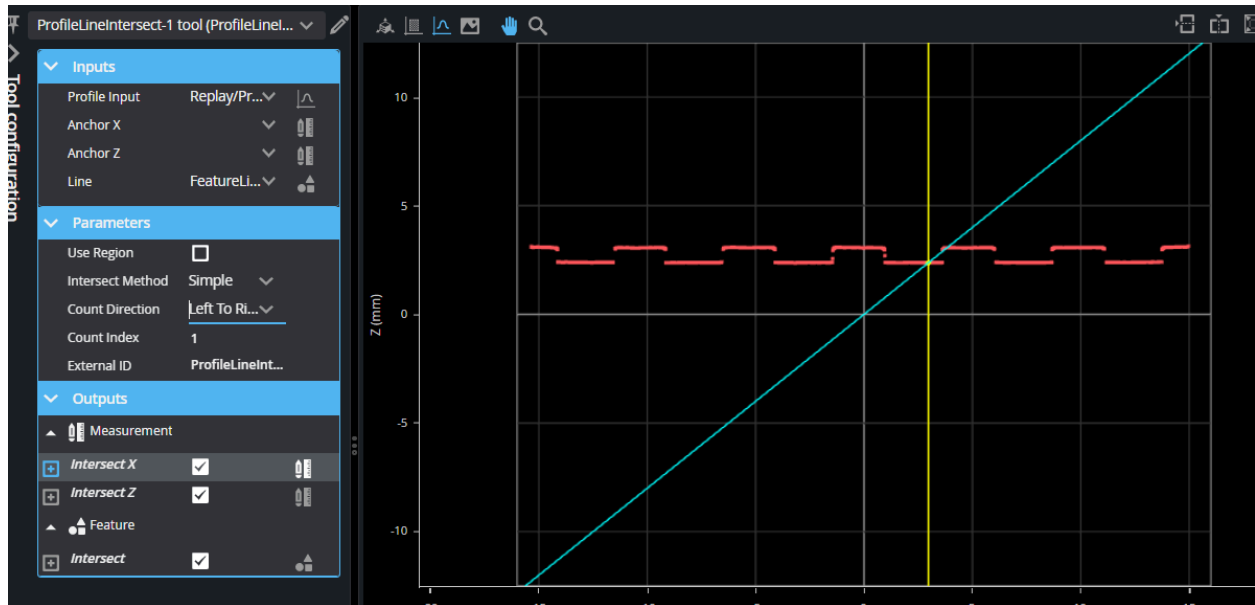 ProfileLineIntersect-1 tool (ProfileLineI...
Tool configuration
Inputs
Profile Input Replay/Pr...
Anchor X
Anchor Z
Line FeatureLi...
Parameters
Use Region
Intersect Method Simple
Count Direction Left To Ri...
Count Index 1
External ID ProfileLineInt...
Outputs
Measurement
Intersect X
Intersect Z
Feature
Intersect
10
5
0
-5
-10
Z (mm)